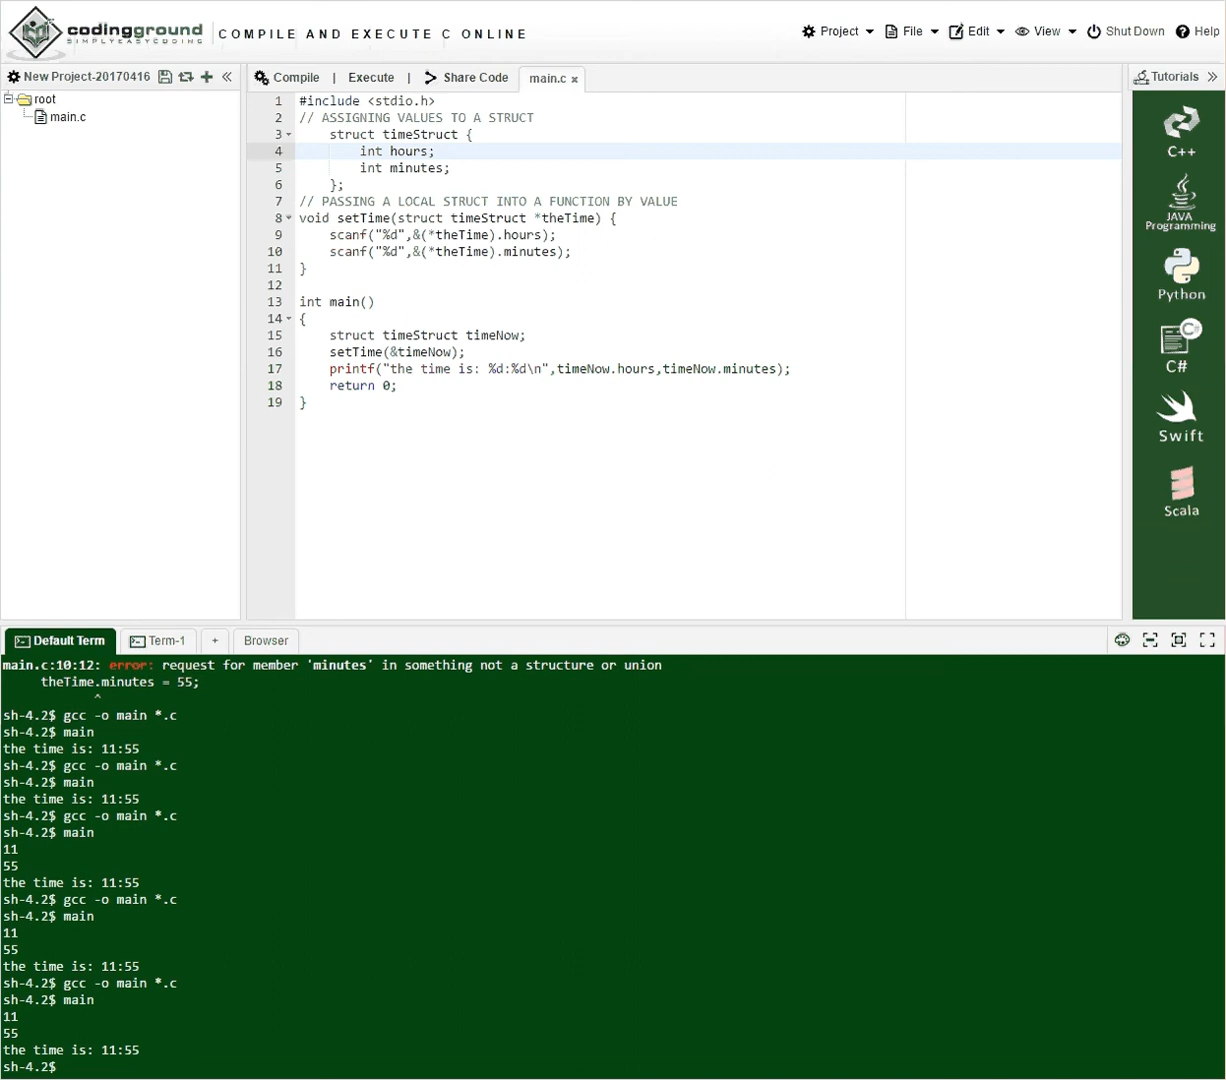 codingground
SIMPLYEASYCODING
COMPILE AND EXECUTE C ONLINE
Project
File
Edit
View
Shut Down
Help
New Project-20170416
root
main.c
Compile | Execute | Share Code
main.c x
Tutorials
1 #include <stdio.h>
2 // ASSIGNING VALUES TO A STRUCT
3     struct timeStruct {
4         int hours;
5         int minutes;
6     };
7 // PASSING A LOCAL STRUCT INTO A FUNCTION BY VALUE
8 void setTime(struct timeStruct *theTime) {
9     scanf("%d",&(*theTime).hours);
10     scanf("%d",&(*theTime).minutes);
11 }
12
13 int main()
14 {
15     struct timeStruct timeNow;
16     setTime(&timeNow);
17     printf("the time is: %d:%d\n",timeNow.hours,timeNow.minutes);
18     return 0;
19 }
C++
JAVA
Programming
Python
C#
Swift
Scala
Default Term
Term-1
+
Browser
main.c:10:12: error: request for member 'minutes' in something not a structure or union
     theTime.minutes = 55;
            ^
sh-4.2$ gcc -o main *.c
sh-4.2$ main
the time is: 11:55
sh-4.2$ gcc -o main *.c
sh-4.2$ main
the time is: 11:55
sh-4.2$ gcc -o main *.c
sh-4.2$ main
11
55
the time is: 11:55
sh-4.2$ gcc -o main *.c
sh-4.2$ main
11
55
the time is: 11:55
sh-4.2$ gcc -o main *.c
sh-4.2$ main
11
55
the time is: 11:55
sh-4.2$